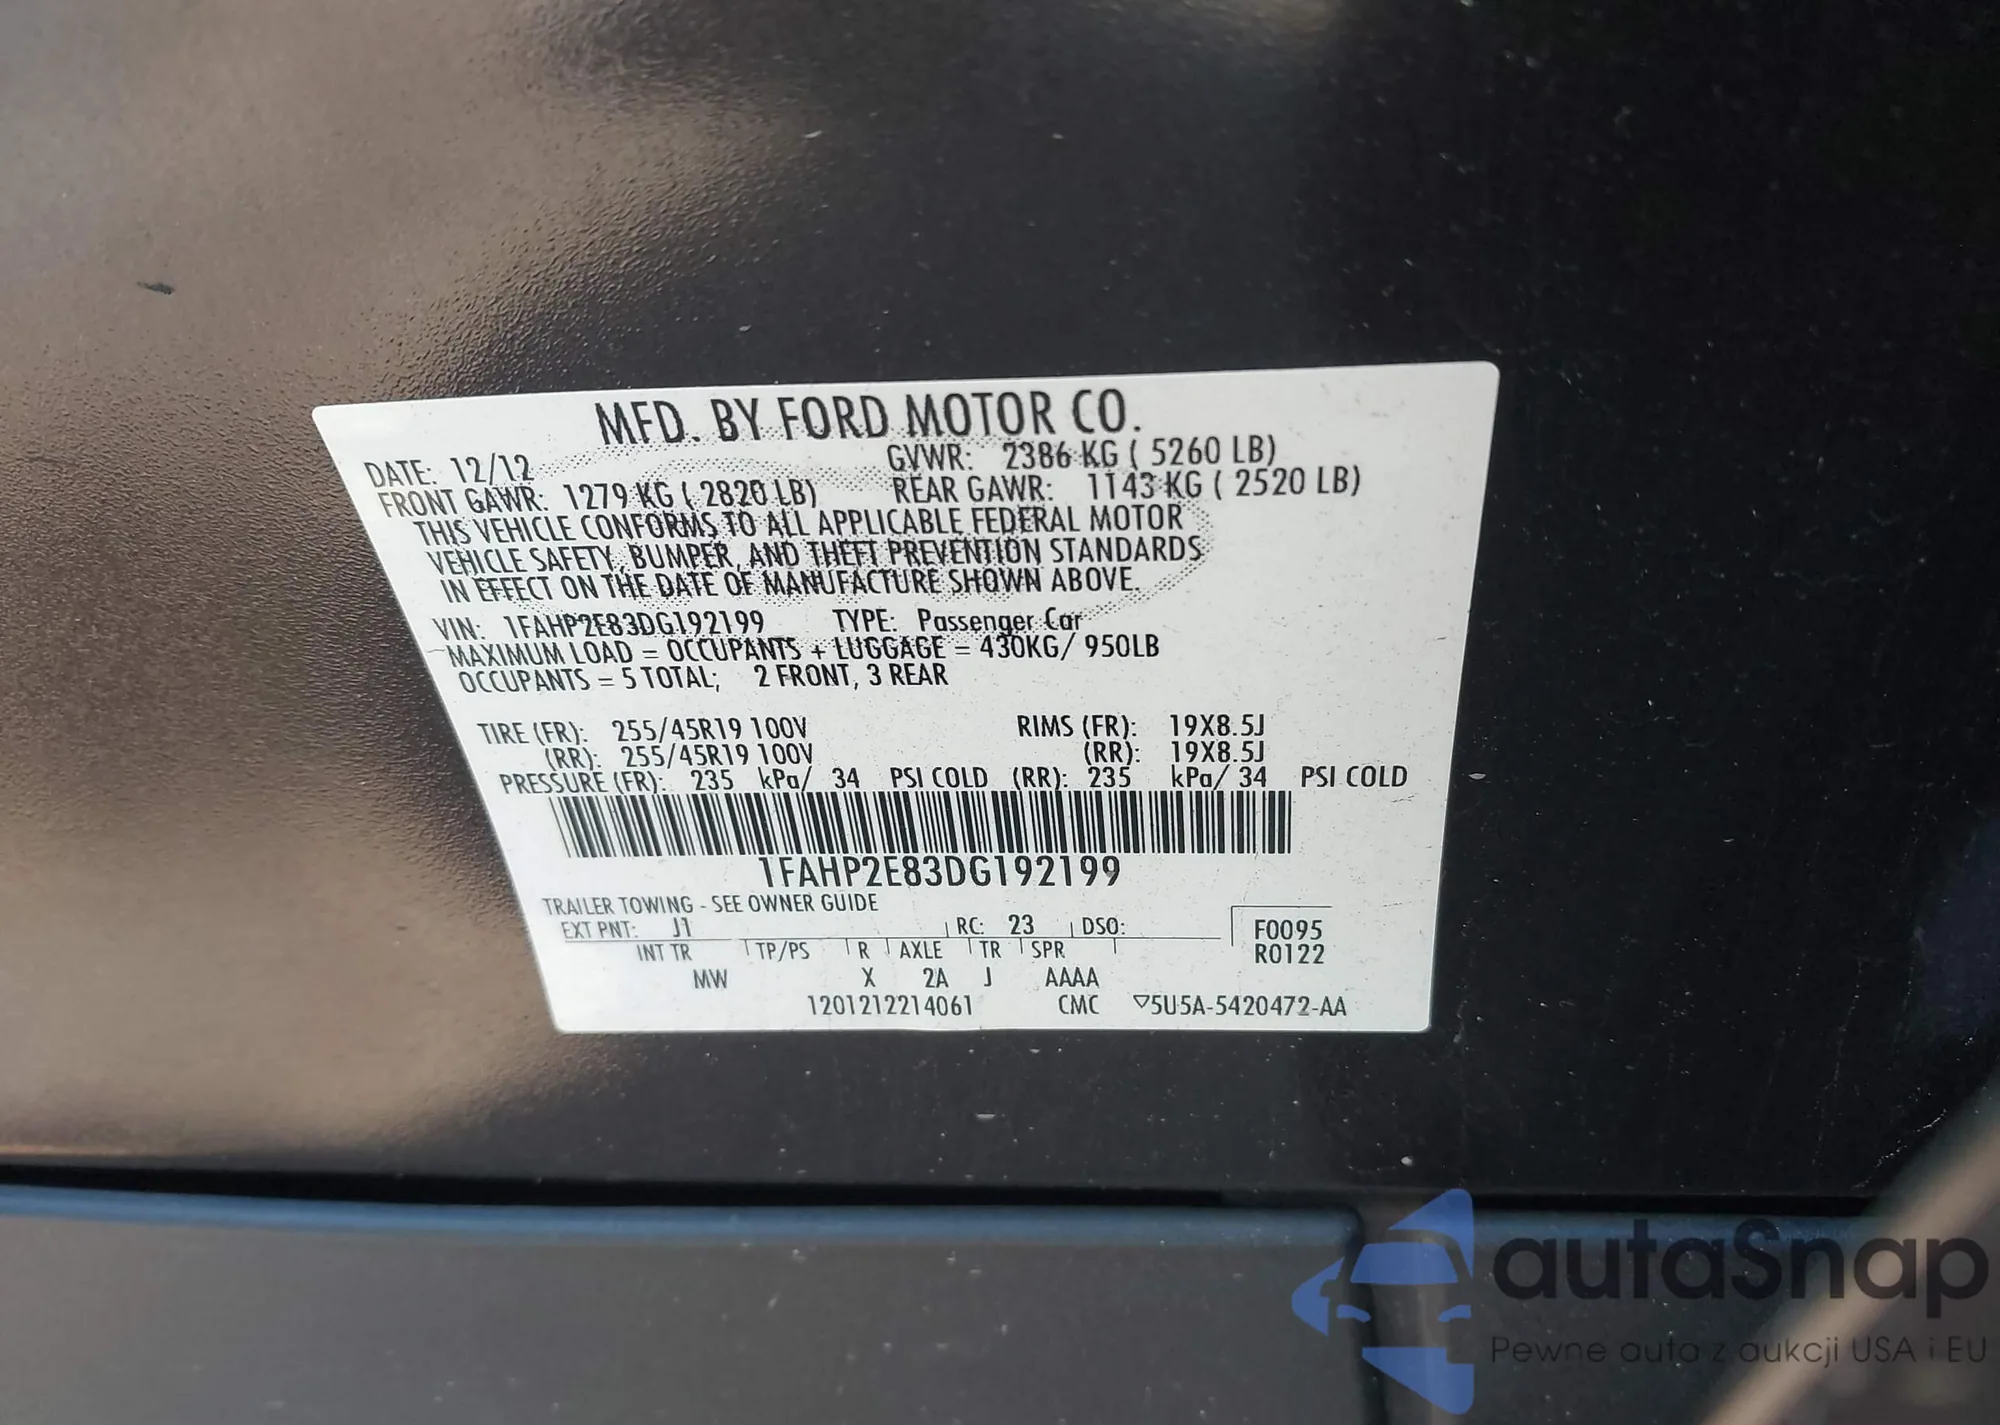 MFD. BY FORD MOTOR CO.
DATE: 12/12 GVWR: 2386 KG ( 5260 LB)
FRONT GAWR: 1279 KG ( 2820 LB) REAR GAWR: 1143 KG ( 2520 LB)
THIS VEHICLE CONFORMS TO ALL APPLICABLE FEDERAL MOTOR
VEHICLE SAFETY, BUMPER, AND THEFT PREVENTION STANDARDS
IN EFFECT ON THE DATE OF MANUFACTURE SHOWN ABOVE.
VIN: 1FAHP2E83DG192199 TYPE: Passenger Car
MAXIMUM LOAD = OCCUPANTS + LUGGAGE = 430KG/ 950LB
OCCUPANTS = 5 TOTAL; 2 FRONT, 3 REAR
TIRE (FR): 255/45R19 100V RIMS (FR): 19X8.5J
(RR): 255/45R19 100V (RR): 19X8.5J
PRESSURE (FR): 235 kPa/ 34 PSI COLD (RR): 235 kPa/ 34 PSI COLD
1FAHP2E83DG192199
TRAILER TOWING - SEE OWNER GUIDE
EXT PNT: J1 RC: 23 DSO: F0095
INT TR TP/PS R AXLE TR SPR R0122
MW X 2A J AAAA
1201212214061 CMC ▽5U5A-5420472-AA
autaSnap
Pewne auta z aukcji USA i EU